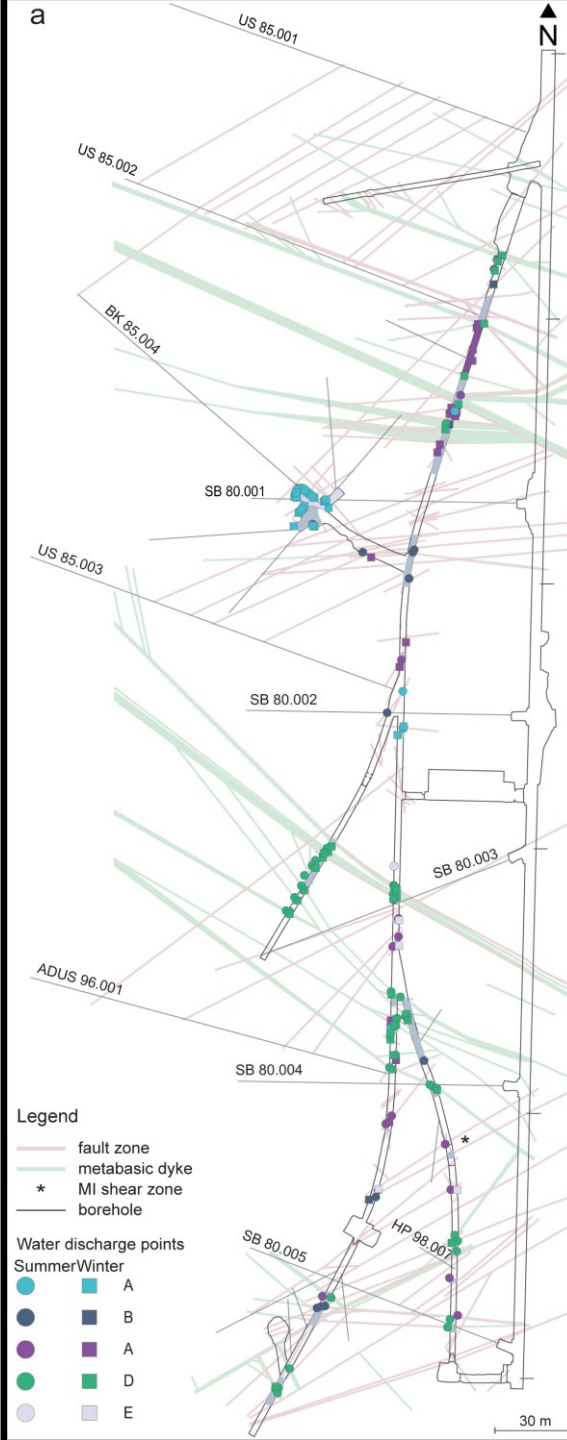 a
N
US 85.001
US 85.002
BK 85.004
SB 80.001
US 85.003
SB 80.002
SB 80.003
ADUS 96.001
SB 80.004
*
HP 98.007
SB 80.005
Legend
fault zone
metabasic dyke
* MI shear zone
borehole
Water discharge points
SummerWinter
A
B
A
D
E
30 m